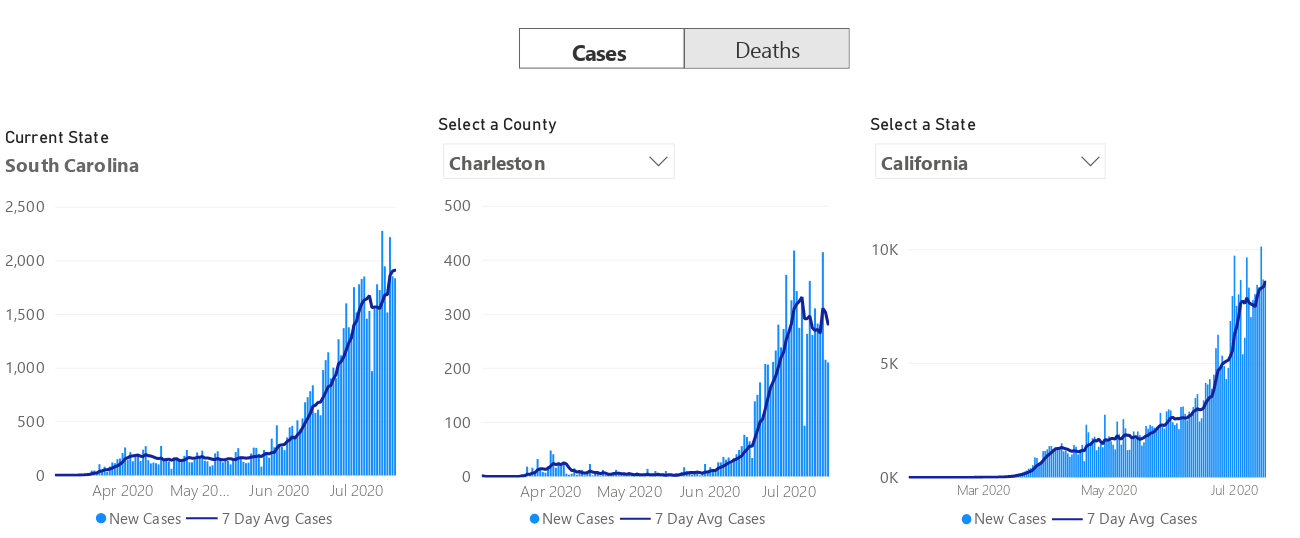 Cases Deaths
Current State
South Carolina
2,500
2,000
1,500
1,000
500
0
Apr 2020 May 20... Jun 2020 Jul 2020
New Cases 7 Day Avg Cases
Select a County
Charleston
500
400
300
200
100
0
Apr 2020 May 2020 Jun 2020 Jul 2020
New Cases 7 Day Avg Cases
Select a State
California
10K
5K
0K
Mar 2020 May 2020 Jul 2020
New Cases 7 Day Avg Cases